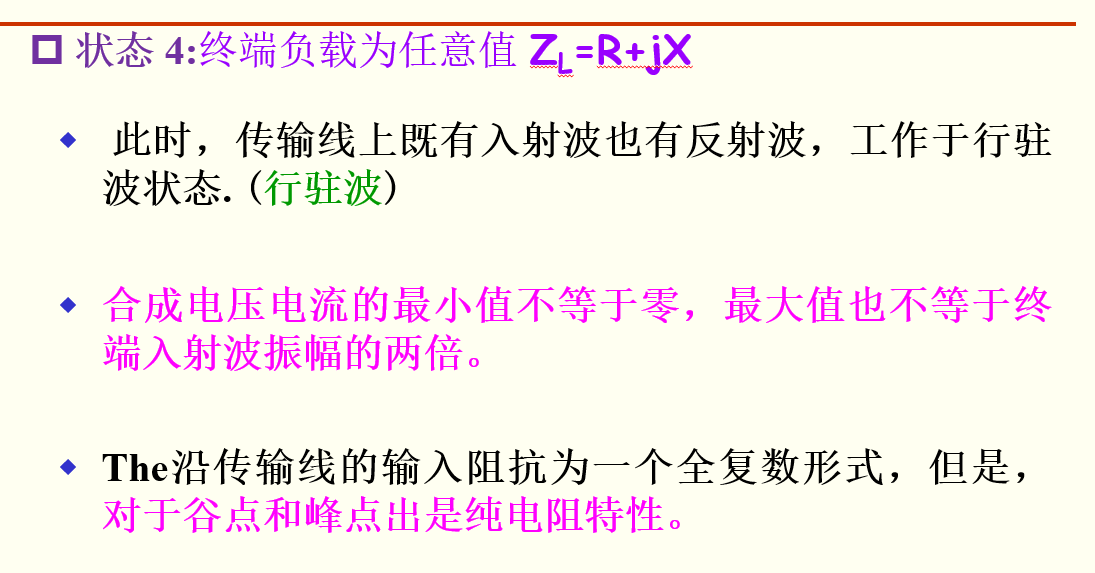 状态 4:终端负载为任意值 ZL=R+jX
此时，传输线上既有入射波也有反射波，工作于行驻
波状态. (行驻波)
合成电压电流的最小值不等于零，最大值也不等于终
端入射波振幅的两倍。
The沿传输线的输入阻抗为一个全复数形式，但是，
对于谷点和峰点出是纯电阻特性。